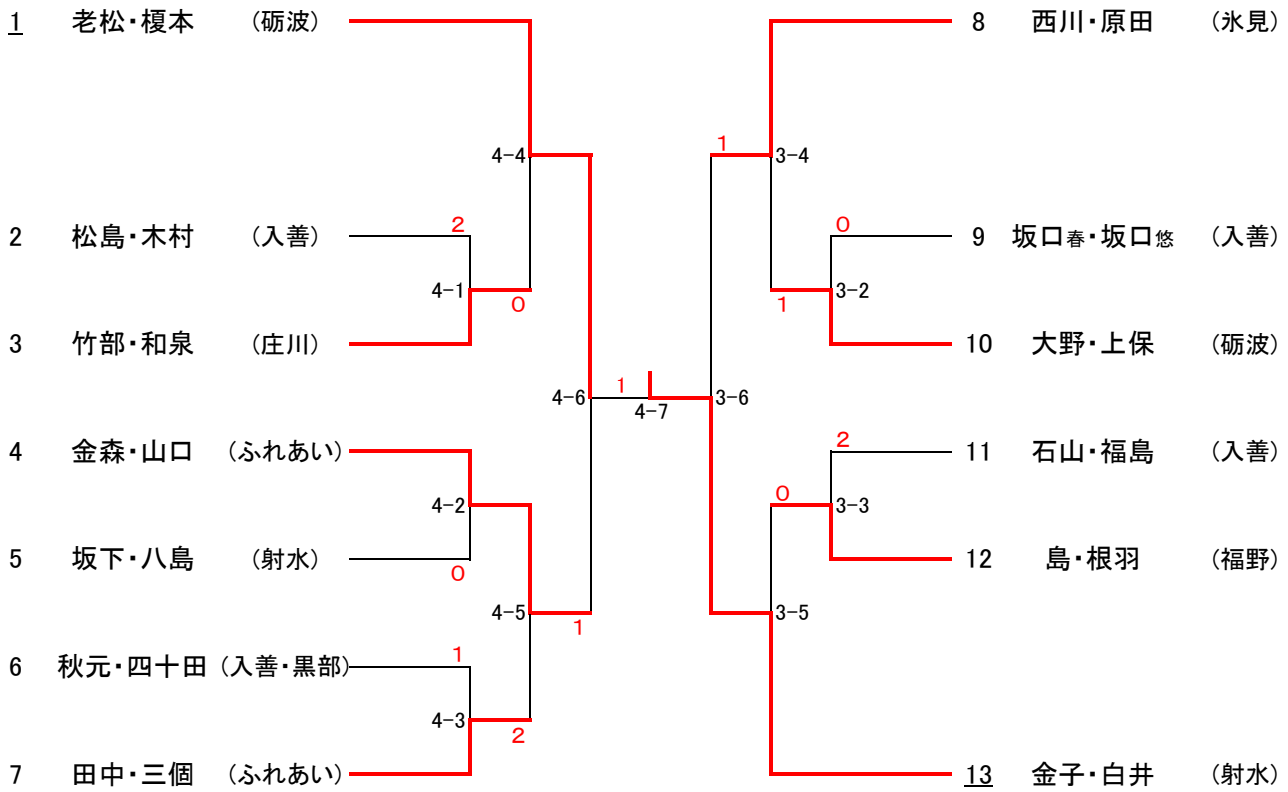 1 老松・榎本 (砺波)
8 西川・原田 (氷見)
1
4-4
3-4
2
0
2 松島・木村 (入善)
9 坂口春・坂口悠 (入善)
4-1
3-2
0
1
3 竹部・和泉 (庄川)
10 大野・上保 (砺波)
1
4-6
3-6
4-7
2
4 金森・山口 (ふれあい)
11 石山・福島 (入善)
0
4-2
3-3
5 坂下・八島 (射水)
12 島・根羽 (福野)
0
4-5
3-5
1
1
6 秋元・四十田 (入善・黒部)
4-3
2
7 田中・三個 (ふれあい)
13 金子・白井 (射水)